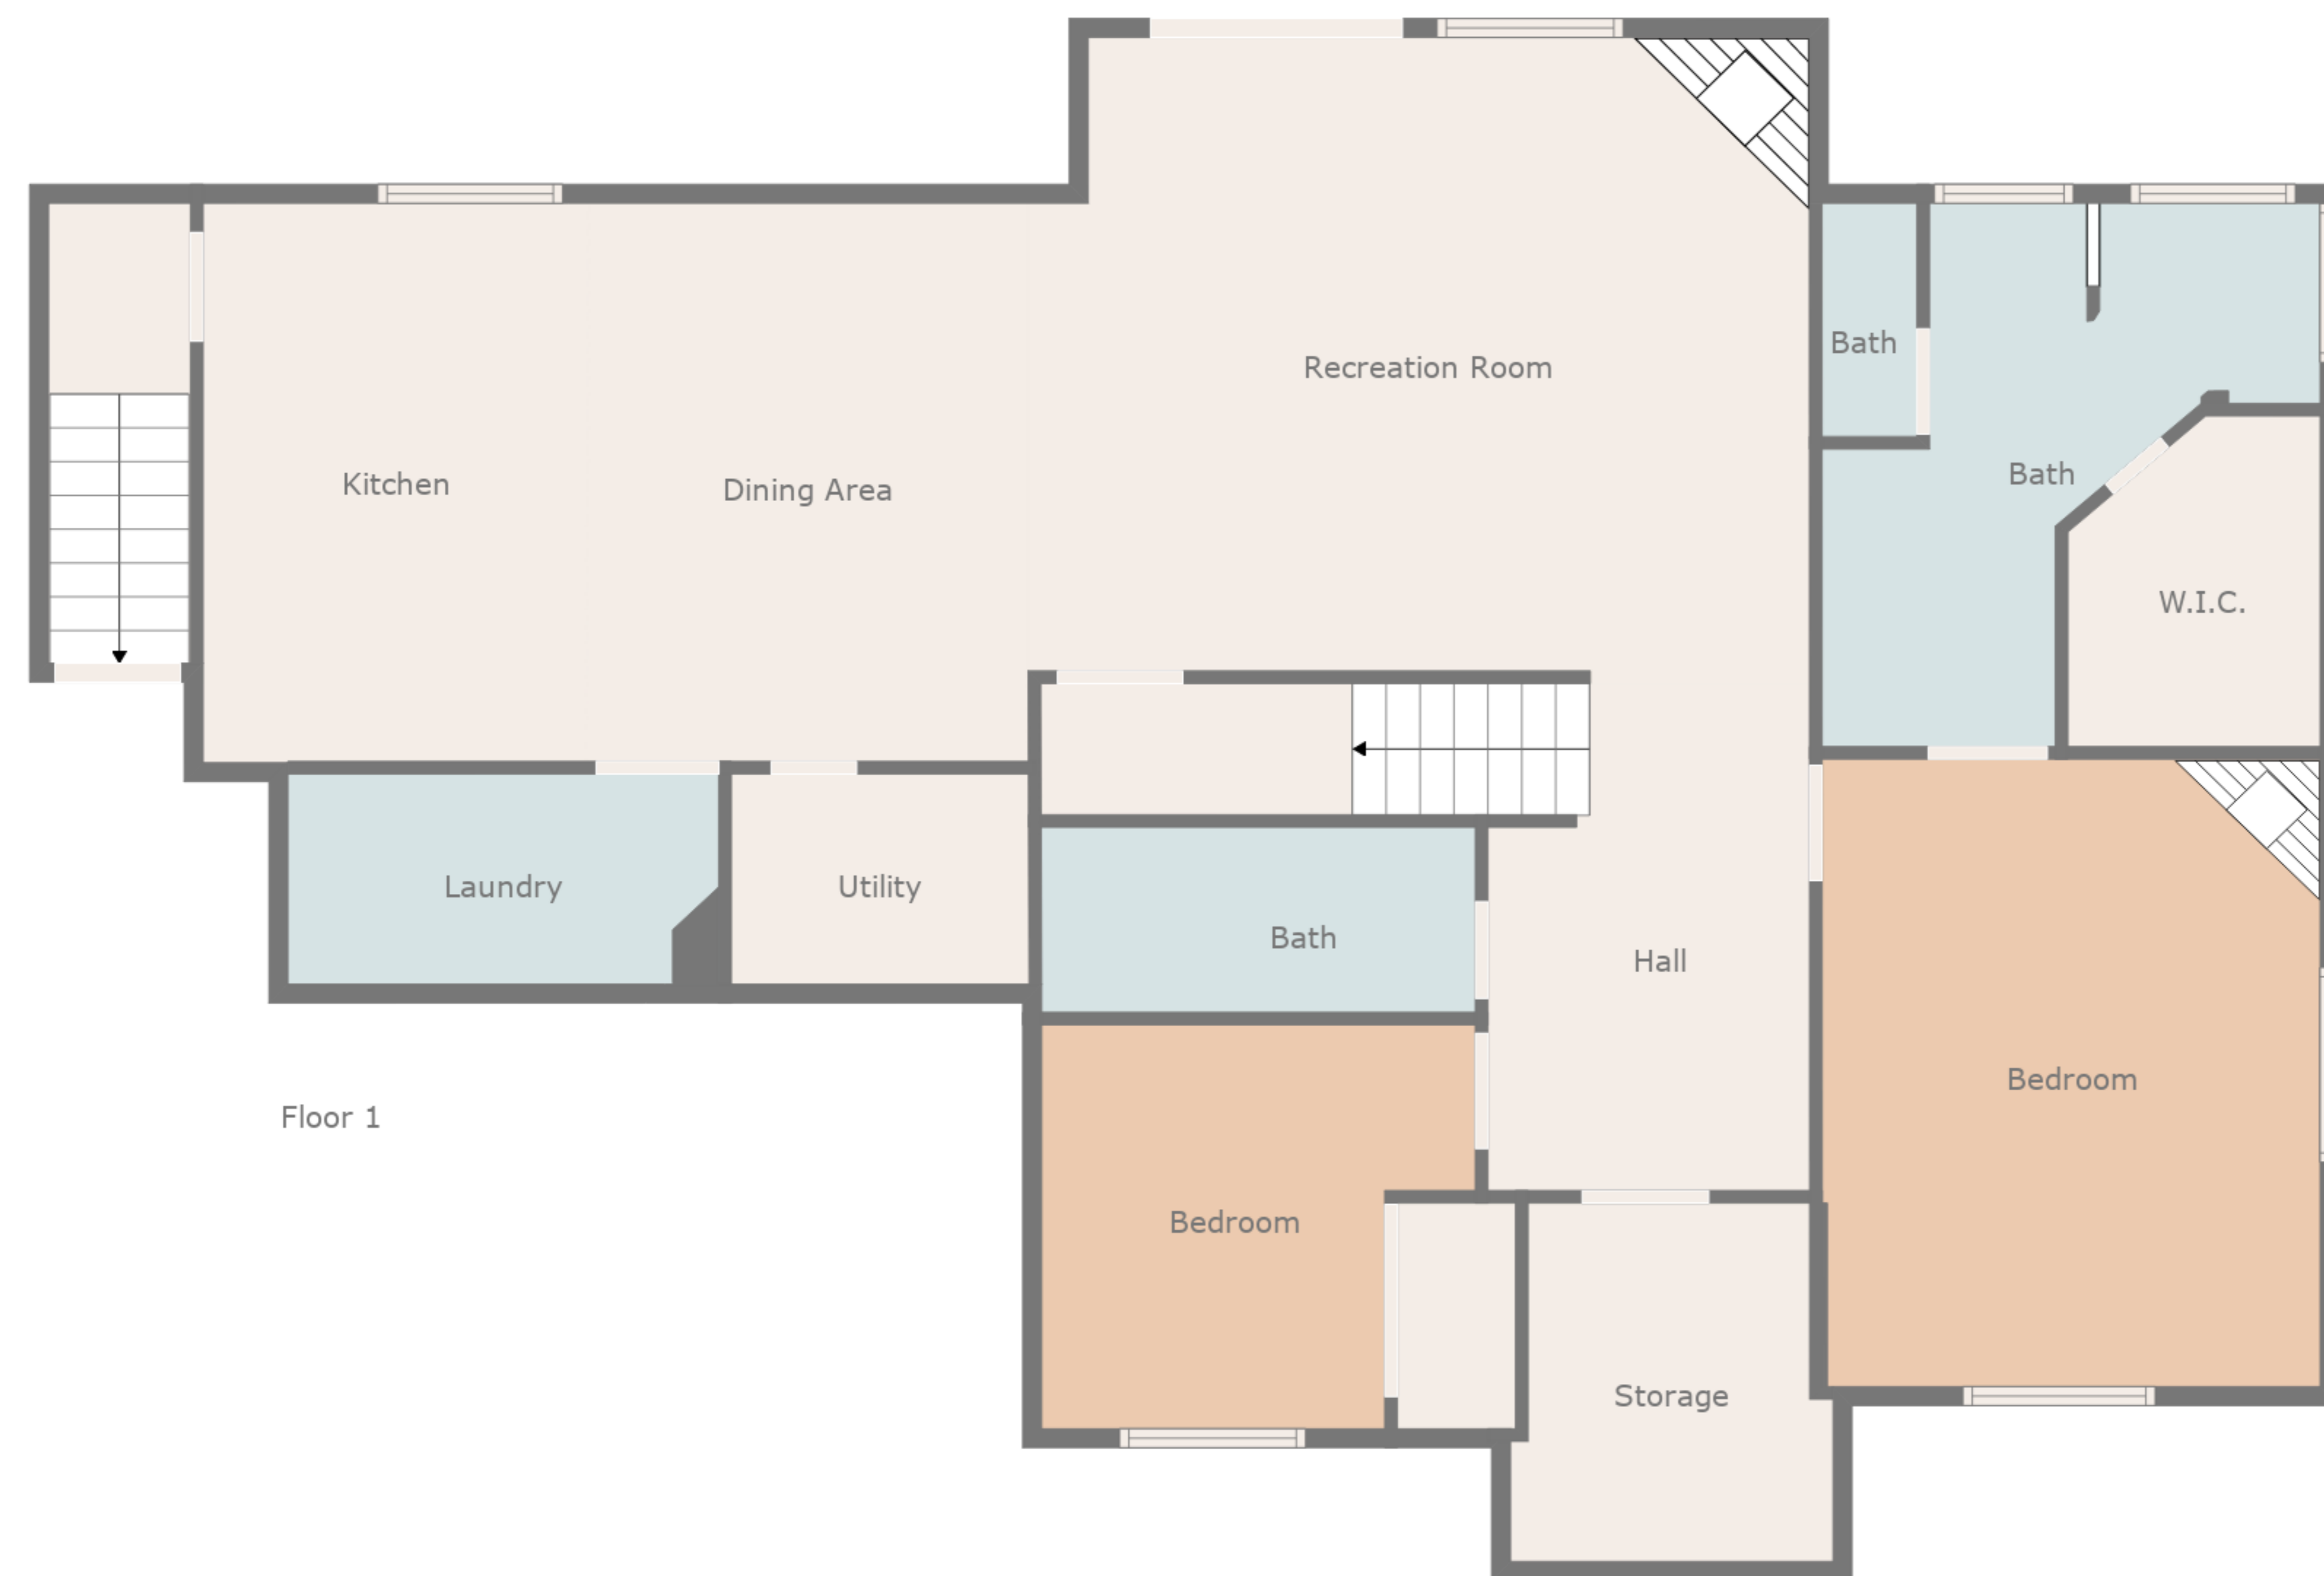 Recreation Room
Bath
Kitchen
Dining Area
Bath
W.I.C.
Laundry
Utility
Bath
Hall
Bedroom
Floor 1
Bedroom
Storage